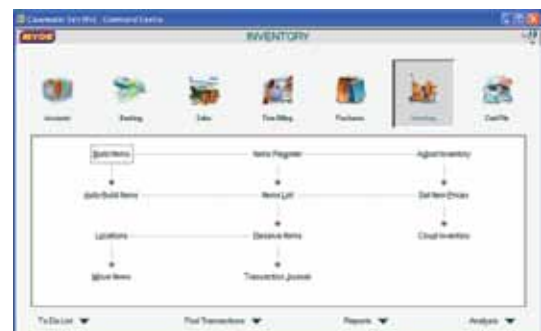 MYOB
INVENTORY
Accounts Banking Sales Time Billing Purchases Inventory Card File
Build Items Items Register Adjust Inventory
Auto-Build Items Items List Set Item Prices
Locations Receive Items Count Inventory
Move Items Transaction Journal
To Do List Find Transactions Reports Analysis